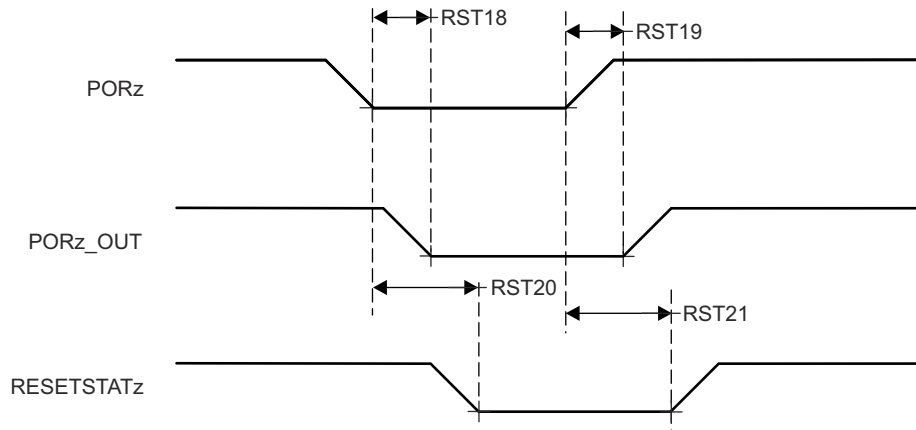 RST18
RST19
PORz
PORz_OUT
RST20
RST21
RESETSTATz